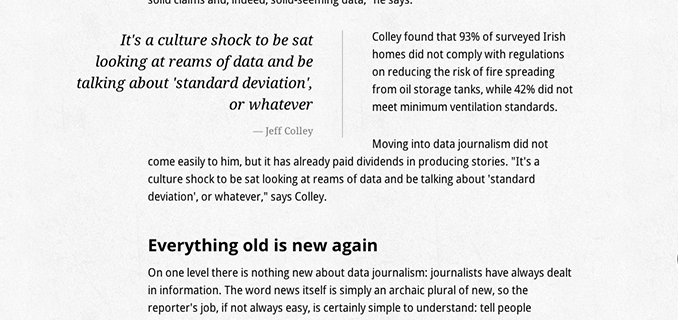 solid claims and, indeed, solid-seeming data," he says.
It's a culture shock to be sat
looking at reams of data and be
talking about 'standard deviation',
or whatever
— Jeff Colley
Colley found that 93% of surveyed Irish
homes did not comply with regulations
on reducing the risk of fire spreading
from oil storage tanks, while 42% did not
meet minimum ventilation standards.
Moving into data journalism did not
come easily to him, but it has already paid dividends in producing stories. "It's a
culture shock to be sat looking at reams of data and be talking about 'standard
deviation', or whatever," says Colley.
Everything old is new again
On one level there is nothing new about data journalism: journalists have always dealt
in information. The word news itself is simply an archaic plural of new, so the
reporter's job, if not always easy, is certainly simple to understand: tell people